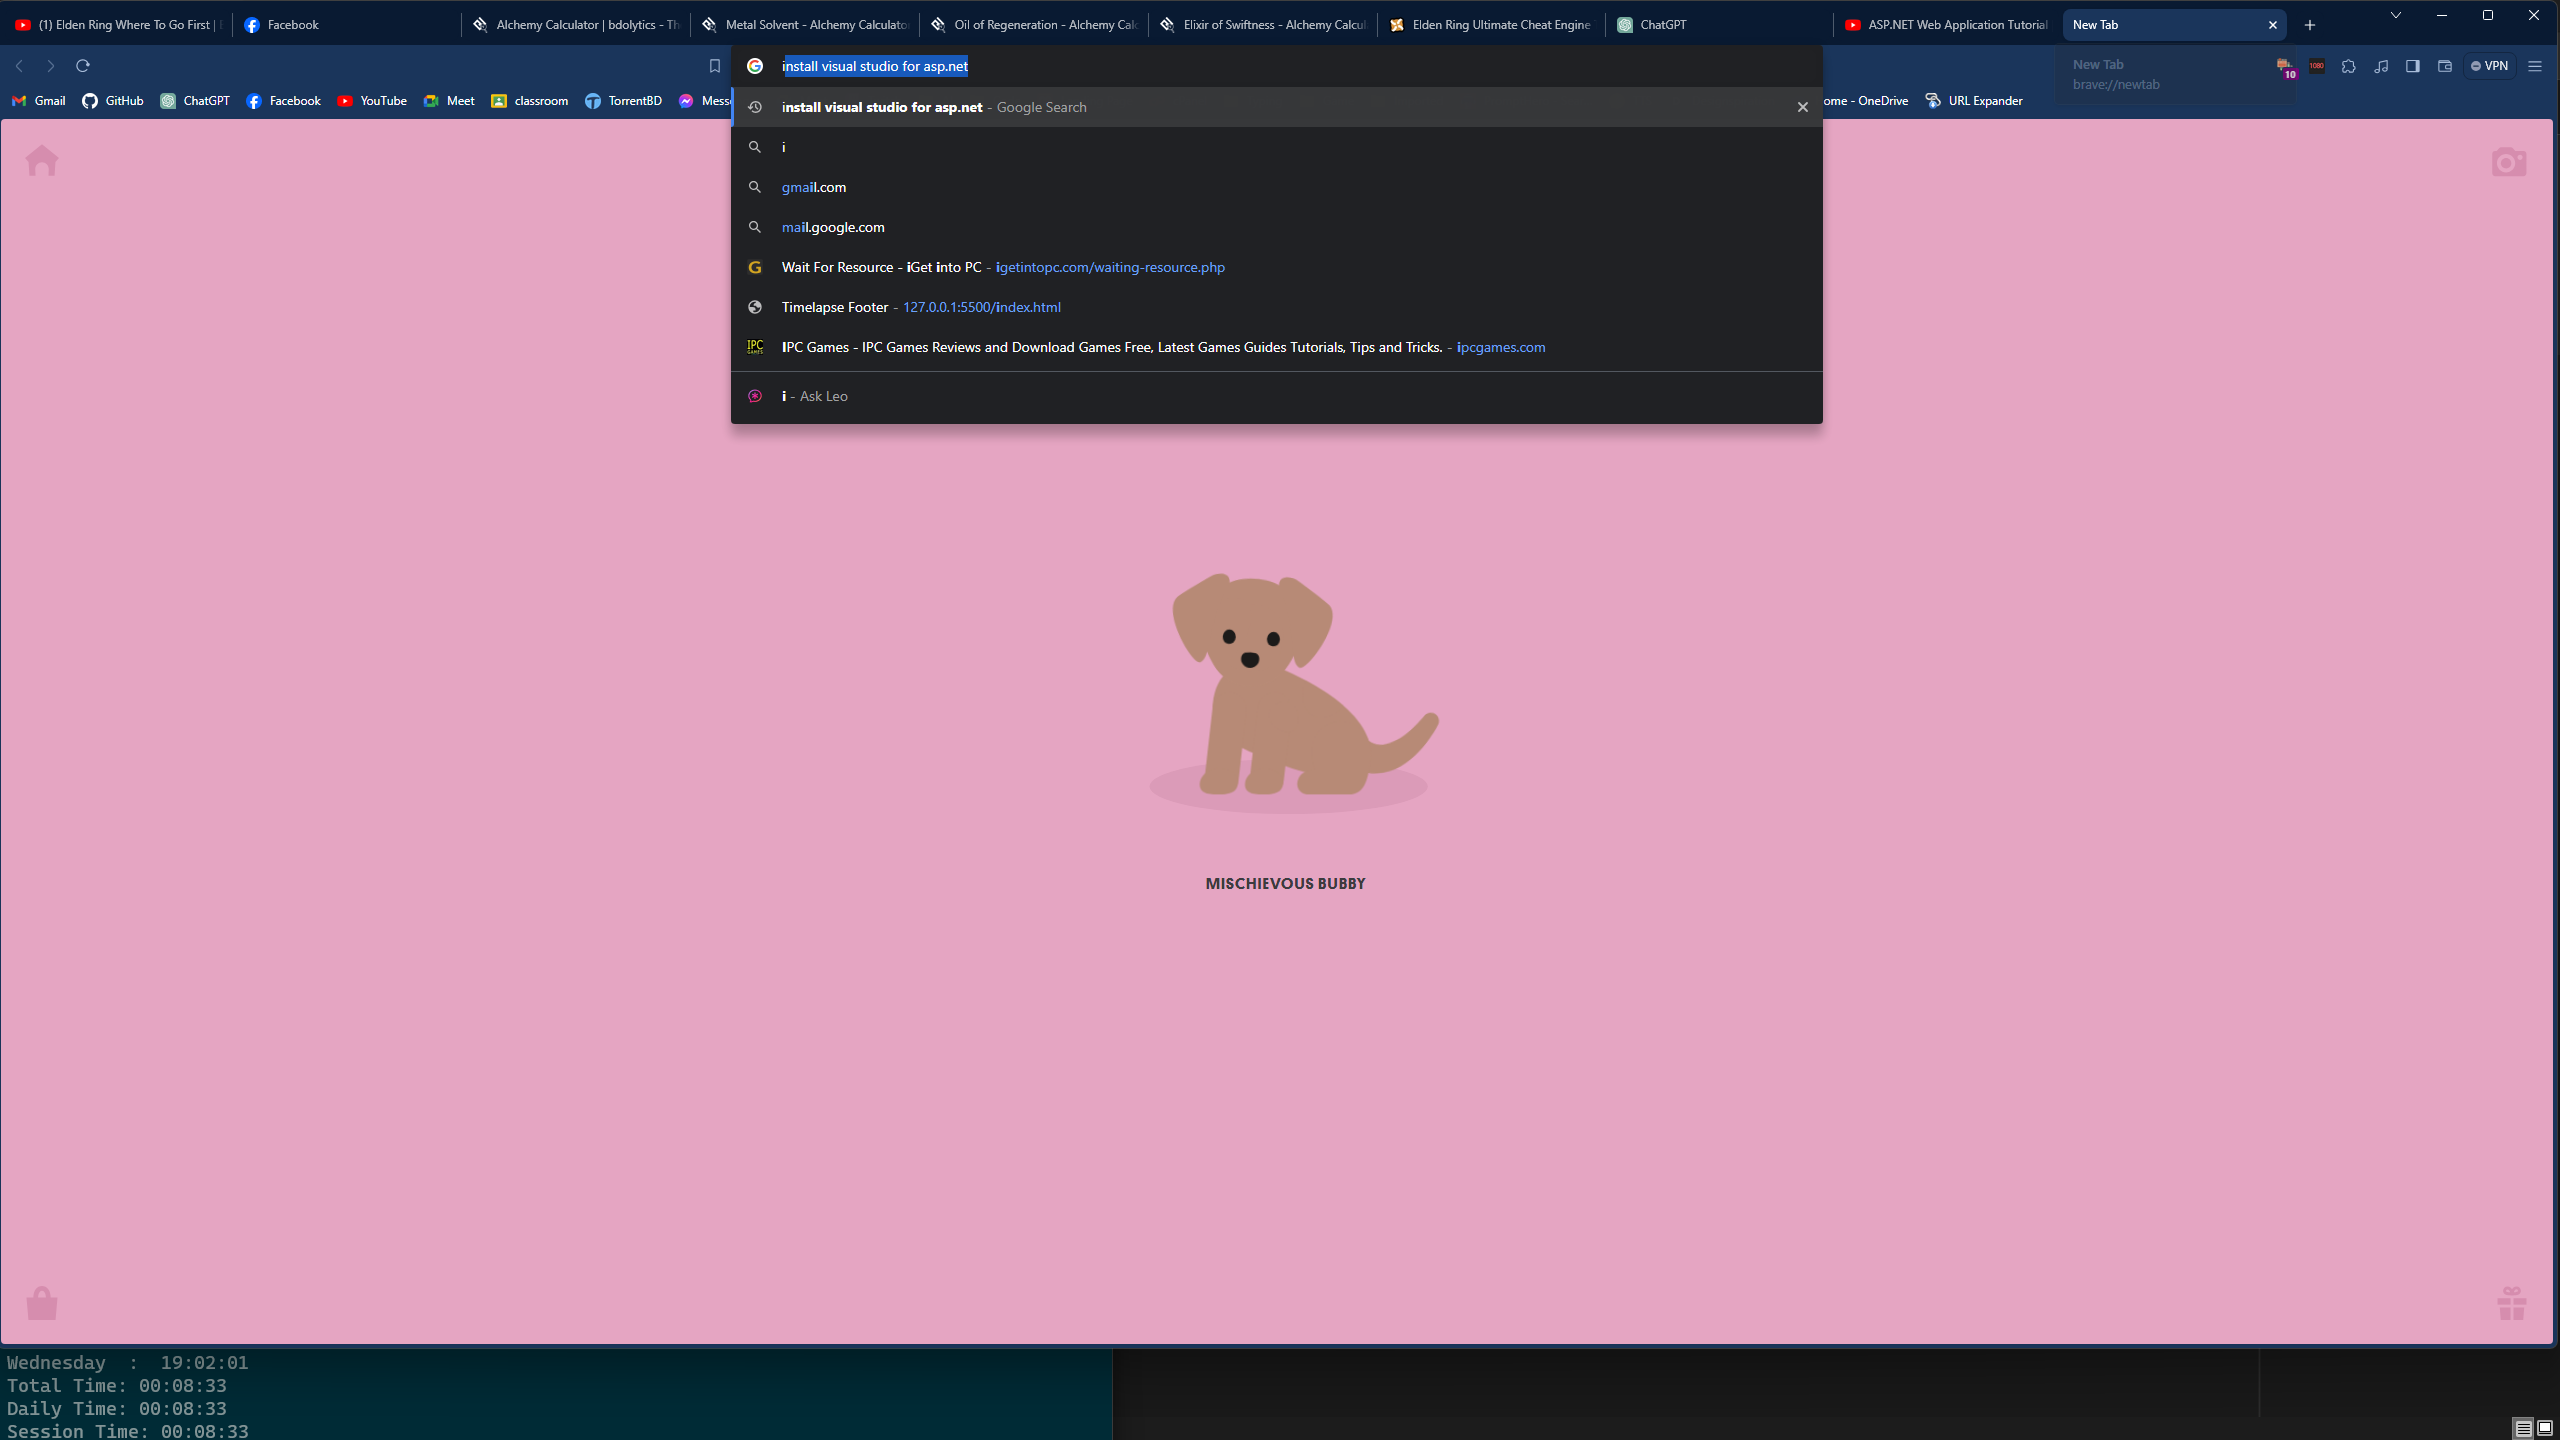 (1) Elden Ring Where To Go First |
Facebook
Alchemy Calculator | bdolytics - Th
Metal Solvent - Alchemy Calculato
Oil of Regeneration - Alchemy Calc
Elixir of Swiftness - Alchemy Calcul
Elden Ring Ultimate Cheat Engine
ChatGPT
ASP.NET Web Application Tutorial
New Tab
install visual studio for asp.net
New Tab
brave://newtab
10
1080
VPN
Gmail
GitHub
ChatGPT
Facebook
YouTube
Meet
classroom
TorrentBD
Messe
ome - OneDrive
URL Expander
install visual studio for asp.net - Google Search
i
gmail.com
mail.google.com
G
Wait For Resource - iGet into PC - igetintopc.com/waiting-resource.php
Timelapse Footer - 127.0.0.1:5500/index.html
IPC GAMES
IPC Games - IPC Games Reviews and Download Games Free, Latest Games Guides Tutorials, Tips and Tricks. - ipcgames.com
i - Ask Leo
MISCHIEVOUS BUBBY
Wednesday : 19:02:01
Total Time: 00:08:33
Daily Time: 00:08:33
Session Time: 00:08:33